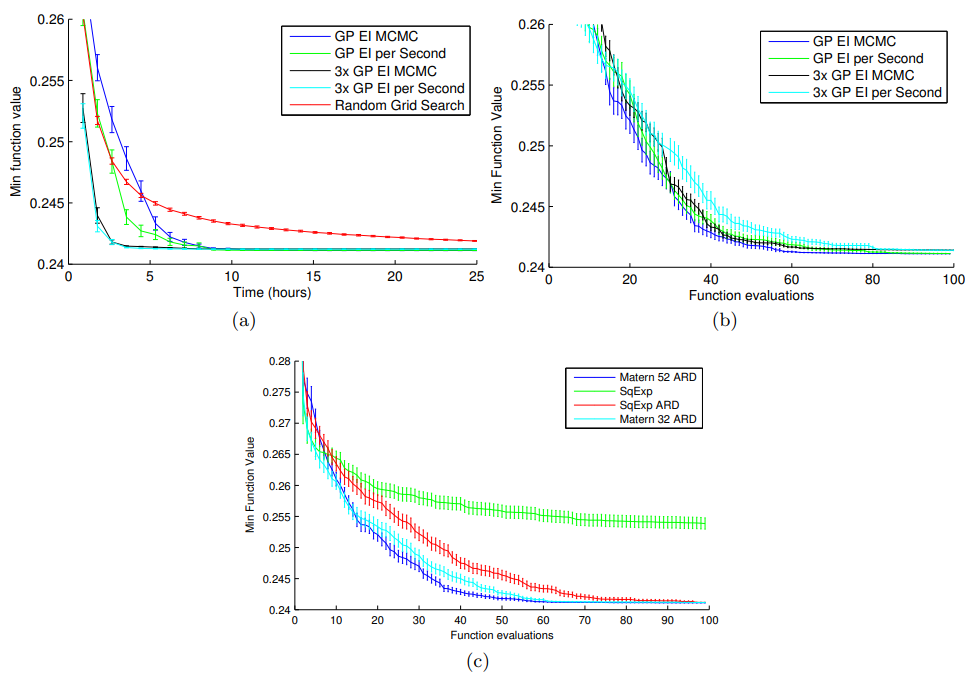 0.26
0.255
0.25
0.245
0.24
Min function value
0
5
10
15
20
25
Time (hours)
GP EI MCMC
GP EI per Second
3x GP EI MCMC
3x GP EI per Second
Random Grid Search
(a)
0.26
0.255
0.25
0.245
0.24
Min Function Value
0
20
40
60
80
100
Function evaluations
GP EI MCMC
GP EI per Second
3x GP EI MCMC
3x GP EI per Second
(b)
0.28
0.275
0.27
0.265
0.26
0.255
0.25
0.245
0.24
Min Function Value
0
10
20
30
40
50
60
70
80
90
100
Function evaluations
Matern 52 ARD
SqExp
SqExp ARD
Matern 32 ARD
(c)